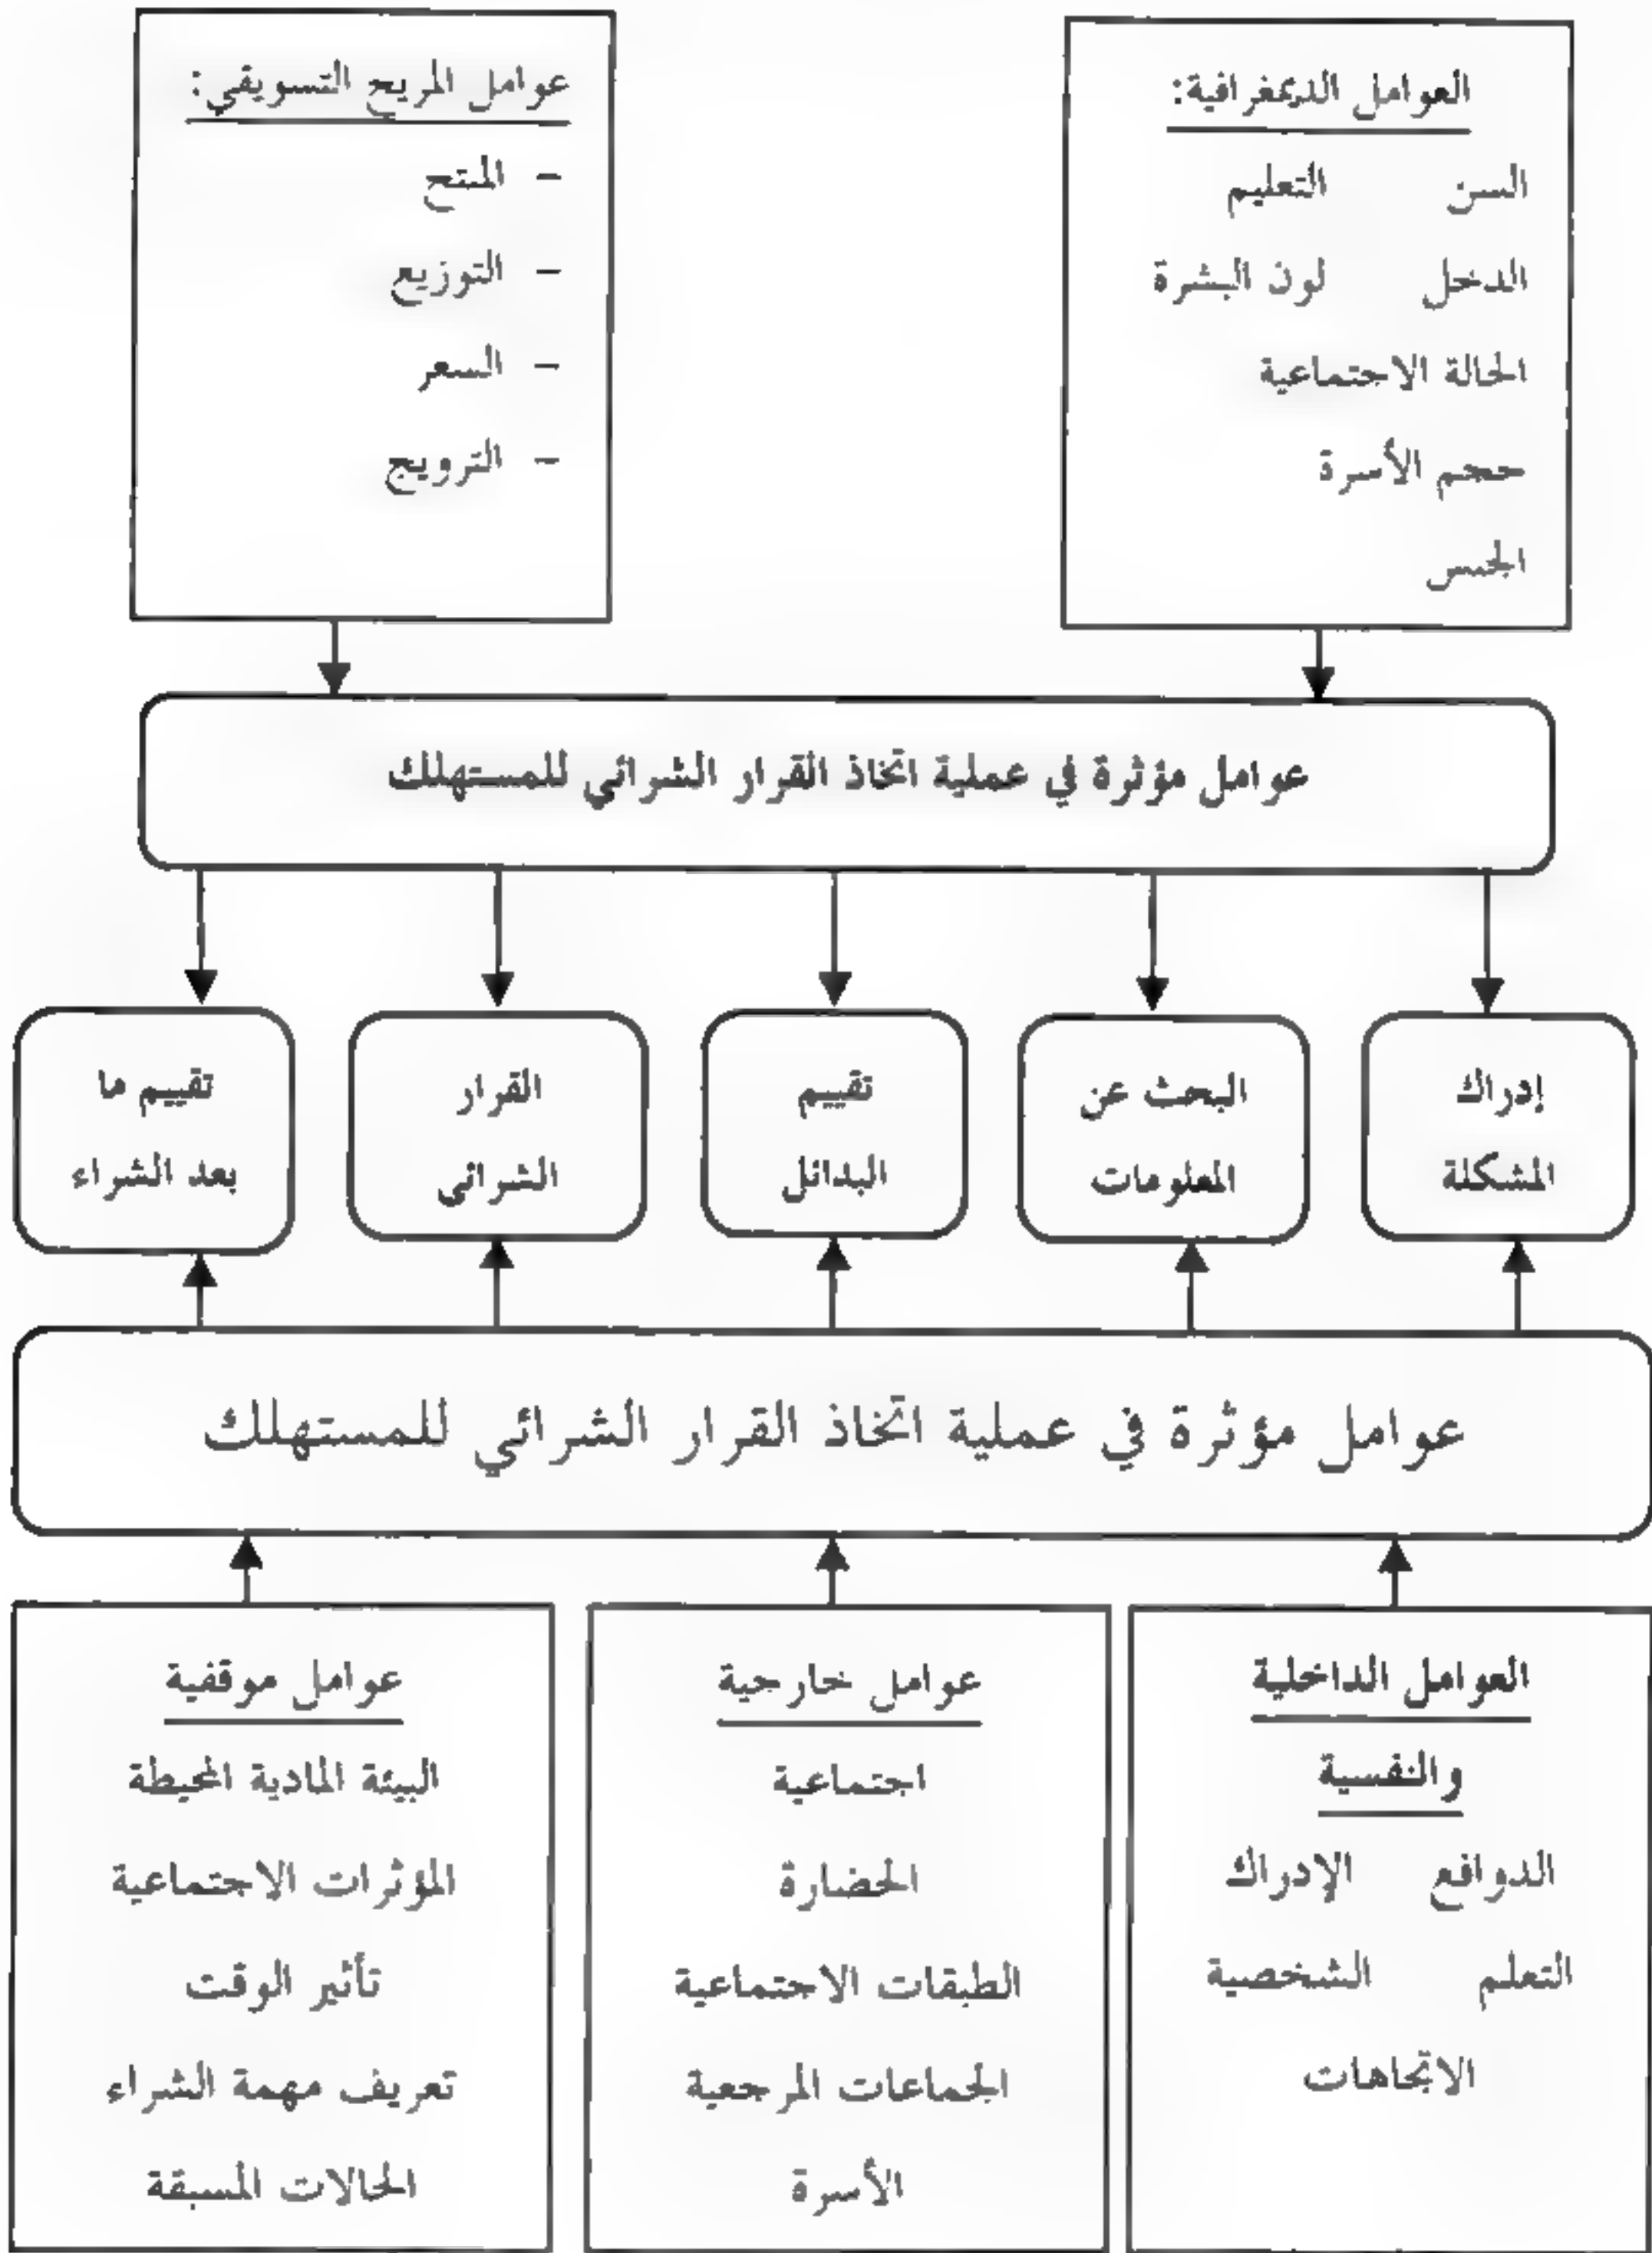 العوامل الديمغرافية:
السن التعليم
الدخل لون البشرة
الحالة الاجتماعية
حجم الأسرة
الجنس
عوامل المزيج التسويقي:
– المنتج
– التوزيع
– السعر
– الترويج
عوامل مؤثرة في عملية اتخاذ القرار الشرائي للمستهلك
إدراك
المشكلة
البحث عن
المعلومات
تقييم
البدائل
القرار
الشرائي
تقييم ما
بعد الشراء
عوامل مؤثرة في عملية اتخاذ القرار الشرائي للمستهلك
العوامل الداخلية
والنفسية
الدوافع الإدراك
التعلم الشخصية
الاتجاهات
عوامل خارجية
اجتماعية
الحضارة
الطبقات الاجتماعية
الجماعات المرجعية
الأسرة
عوامل موقفية
البيئة المادية المحيطة
المؤثرات الاجتماعية
تأثير الوقت
تعريف مهمة الشراء
الحالات المسبقة